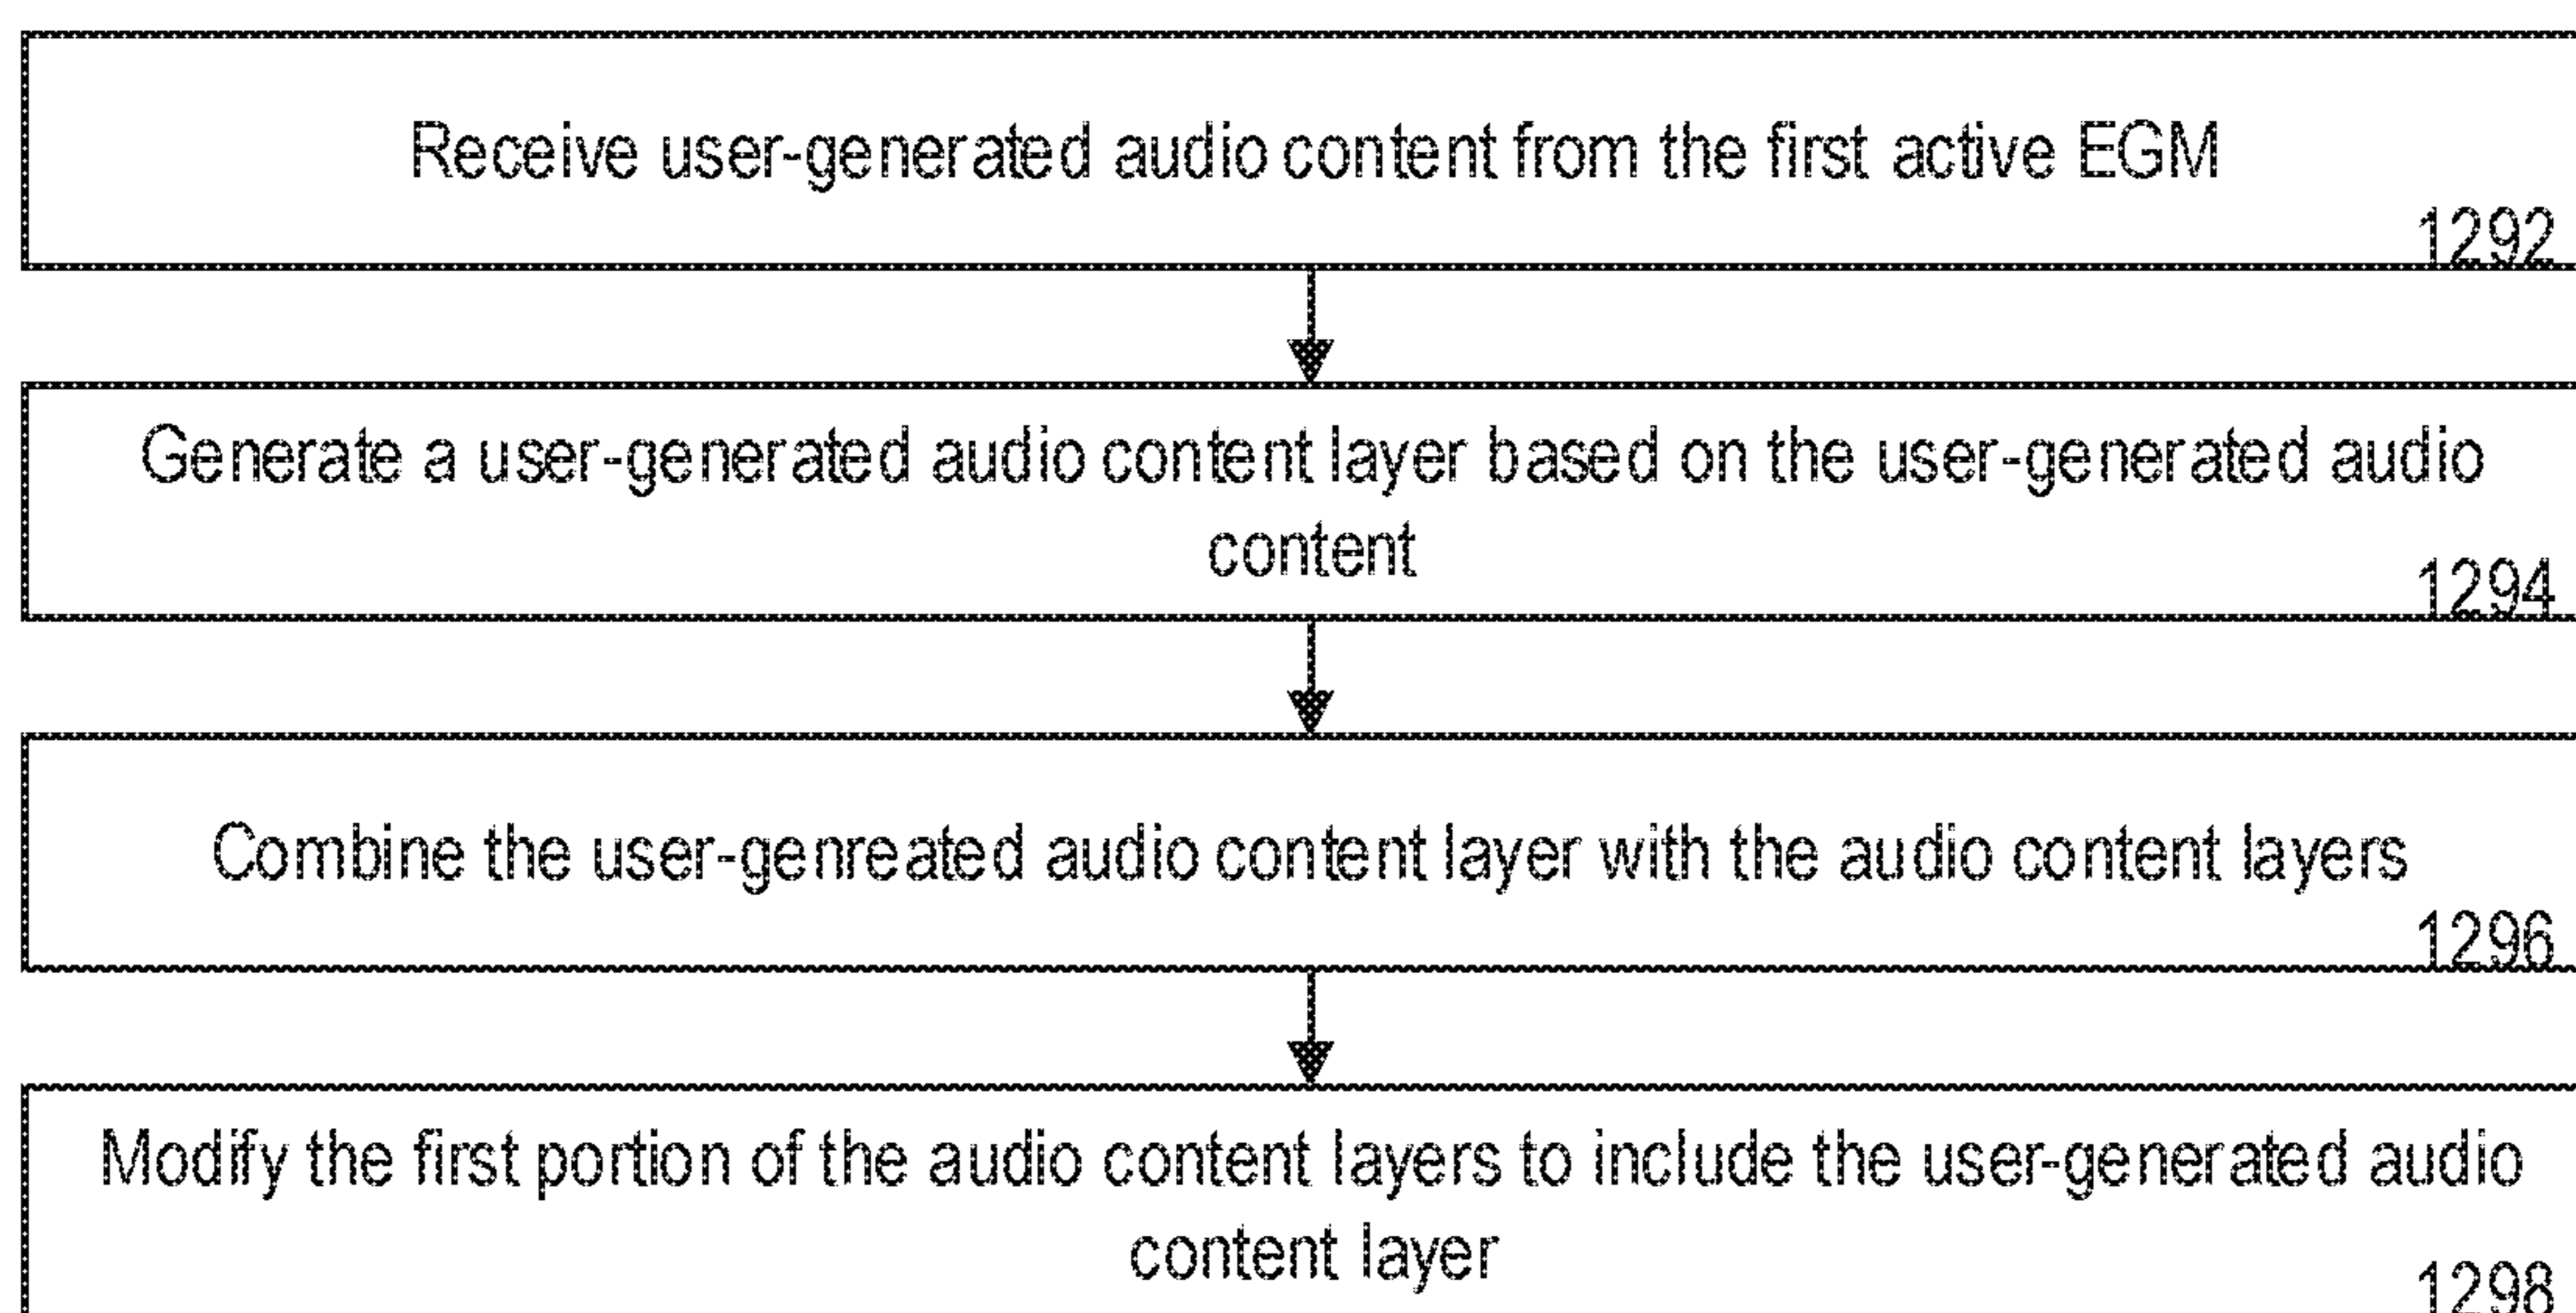 Receive user-generated audio content from the first active EGM
1292
Generate a user-generated audio content layer based on the user-generated audio
content
1294
Combine the user-genreated audio content layer with the audio content layers
1296
Modify the first portion of the audio content layers to include the user-generated audio
content layer
1298